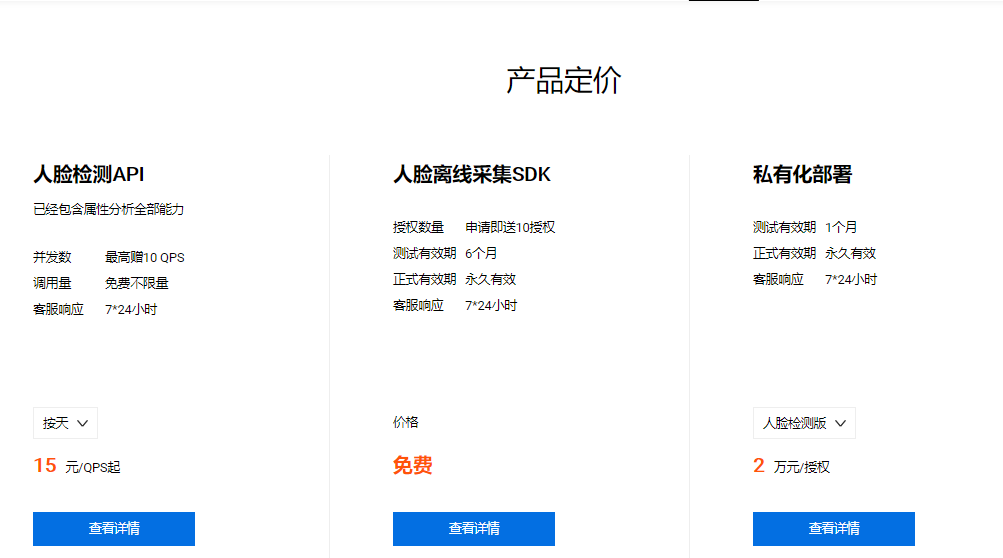 产品定价
人脸检测API
已经包含属性分析全部能力
并发数 最高赠10 QPS
调用量 免费不限量
客服响应 7*24小时
按天
15 元/QPS起
查看详情
人脸离线采集SDK
授权数量 申请即送10授权
测试有效期 6个月
正式有效期 永久有效
客服响应 7*24小时
价格
免费
查看详情
私有化部署
测试有效期 1个月
正式有效期 永久有效
客服响应 7*24小时
人脸检测版
2 万元/授权
查看详情